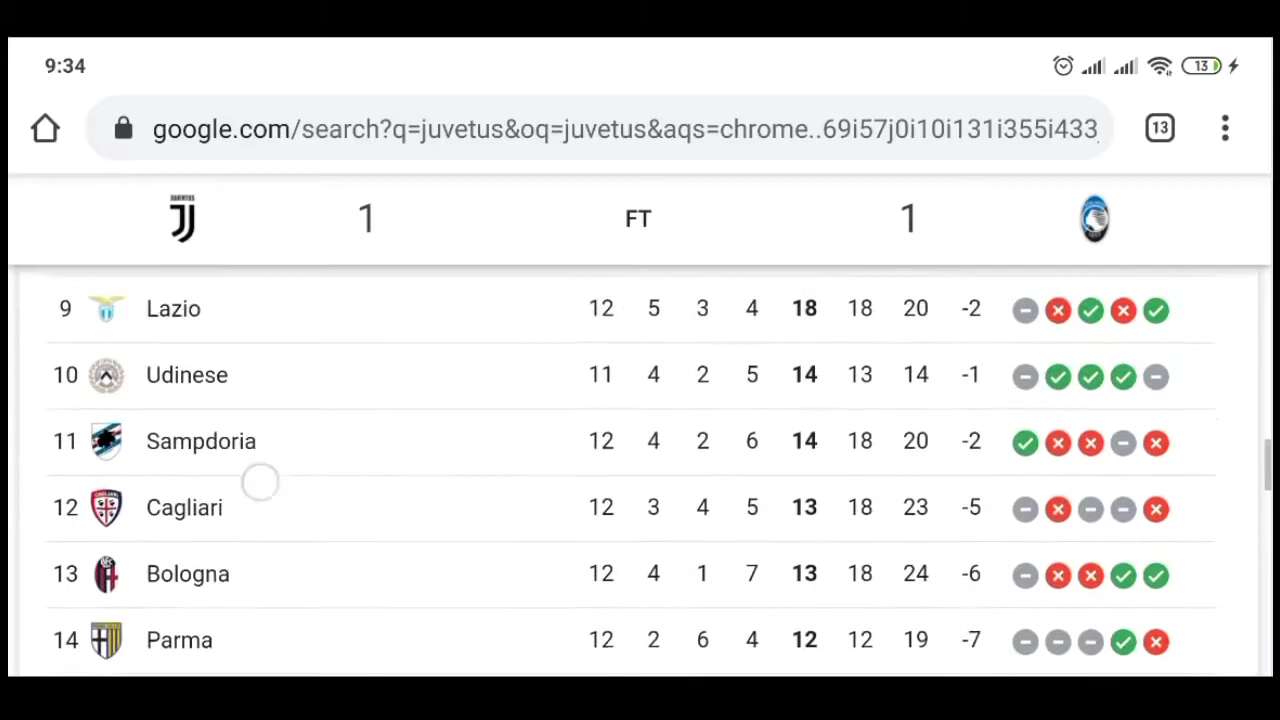 9:34
13
google.com/search?q=juvetus&oq=juvetus&aqs=chrome..69i57j0i10i131i355i433
13
JUVENTUS
1 FT 1
9 Lazio 12 5 3 4 18 18 20 -2
10 Udinese 11 4 2 5 14 13 14 -1
11 Sampdoria 12 4 2 6 14 18 20 -2
12 Cagliari 12 3 4 5 13 18 23 -5
13 Bologna 12 4 1 7 13 18 24 -6
14 Parma 12 2 6 4 12 12 19 -7